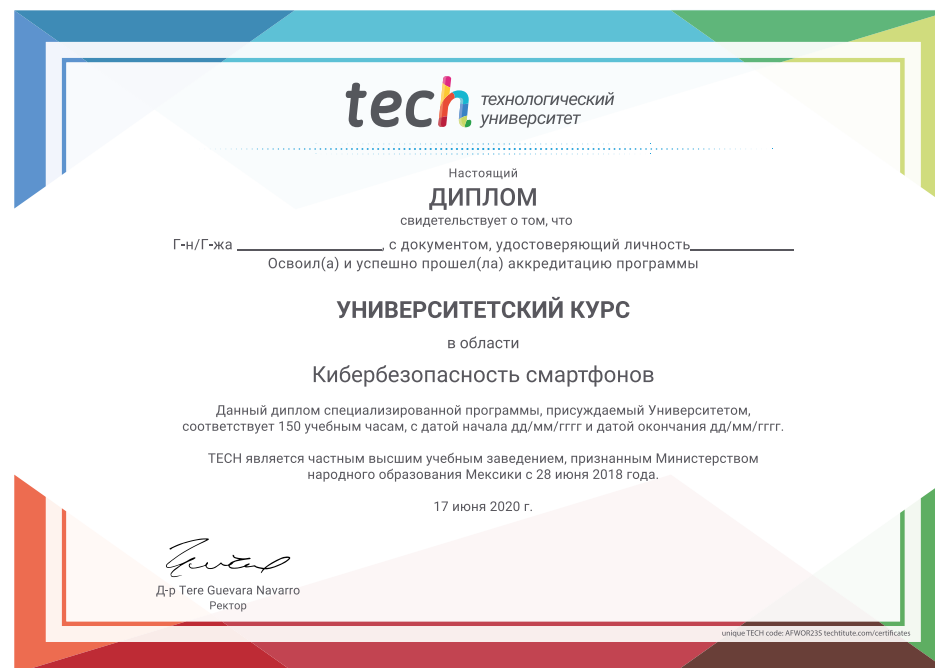 tech технологический
университет
Настоящий
ДИПЛОМ
свидетельствует о том, что
Г-н/Г-жа ____________, с документом, удостоверяющий личность____________
Освоил(а) и успешно прошел(ла) аккредитацию программы
УНИВЕРСИТЕТСКИЙ КУРС
в области
Кибербезопасность смартфонов
Данный диплом специализированной программы, присуждаемый Университетом,
соответствует 150 учебным часам, с датой начала дд/мм/гггг и датой окончания дд/мм/гггг.
TECH является частным высшим учебным заведением, признанным Министерством
народного образования Мексики с 28 июня 2018 года.
17 июня 2020 г.
Д-р Tere Guevara Navarro
Ректор
unique TECH code: AFWOR23S techtitute.com/certificates